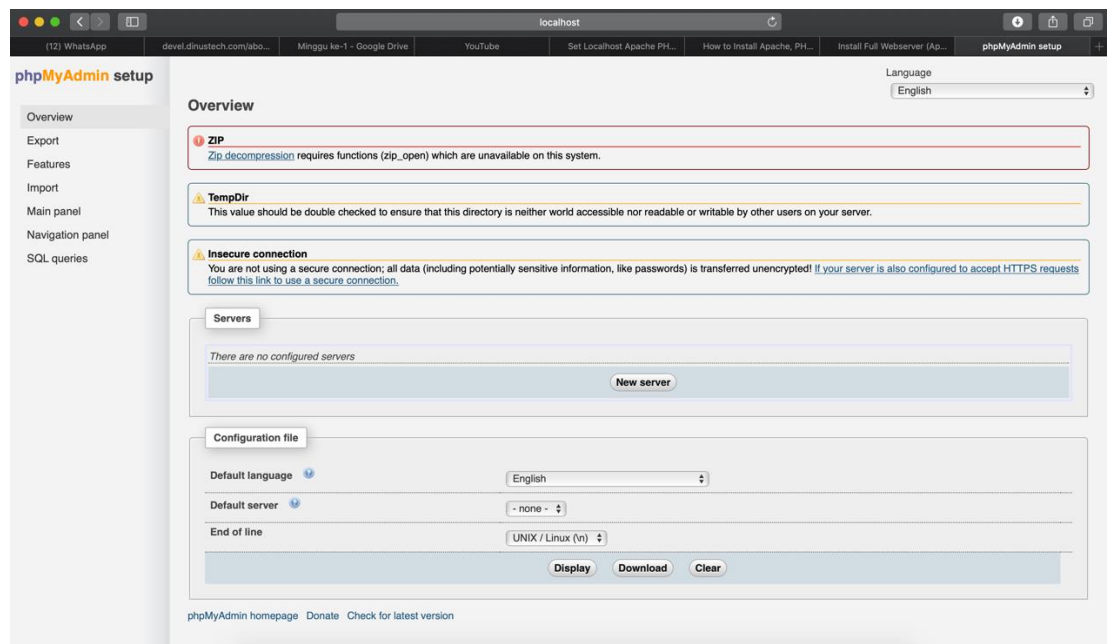 localhost
(12) WhatsApp
devel.dinustech.com/abo...
Minggu ke-1 - Google Drive
YouTube
Set Localhost Apache PH...
How to Install Apache, PH...
Install Full Webserver (Ap...
phpMyAdmin setup
phpMyAdmin setup
Overview
Export
Features
Import
Main panel
Navigation panel
SQL queries
Language
English
Overview
ZIP
Zip decompression requires functions (zip_open) which are unavailable on this system.
TempDir
This value should be double checked to ensure that this directory is neither world accessible nor readable or writable by other users on your server.
Insecure connection
You are not using a secure connection; all data (including potentially sensitive information, like passwords) is transferred unencrypted! If your server is also configured to accept HTTPS requests
follow this link to use a secure connection.
Servers
There are no configured servers
New server
Configuration file
Default language
English
Default server
- none -
End of line
UNIX / Linux (\n)
Display Download Clear
phpMyAdmin homepage Donate Check for latest version